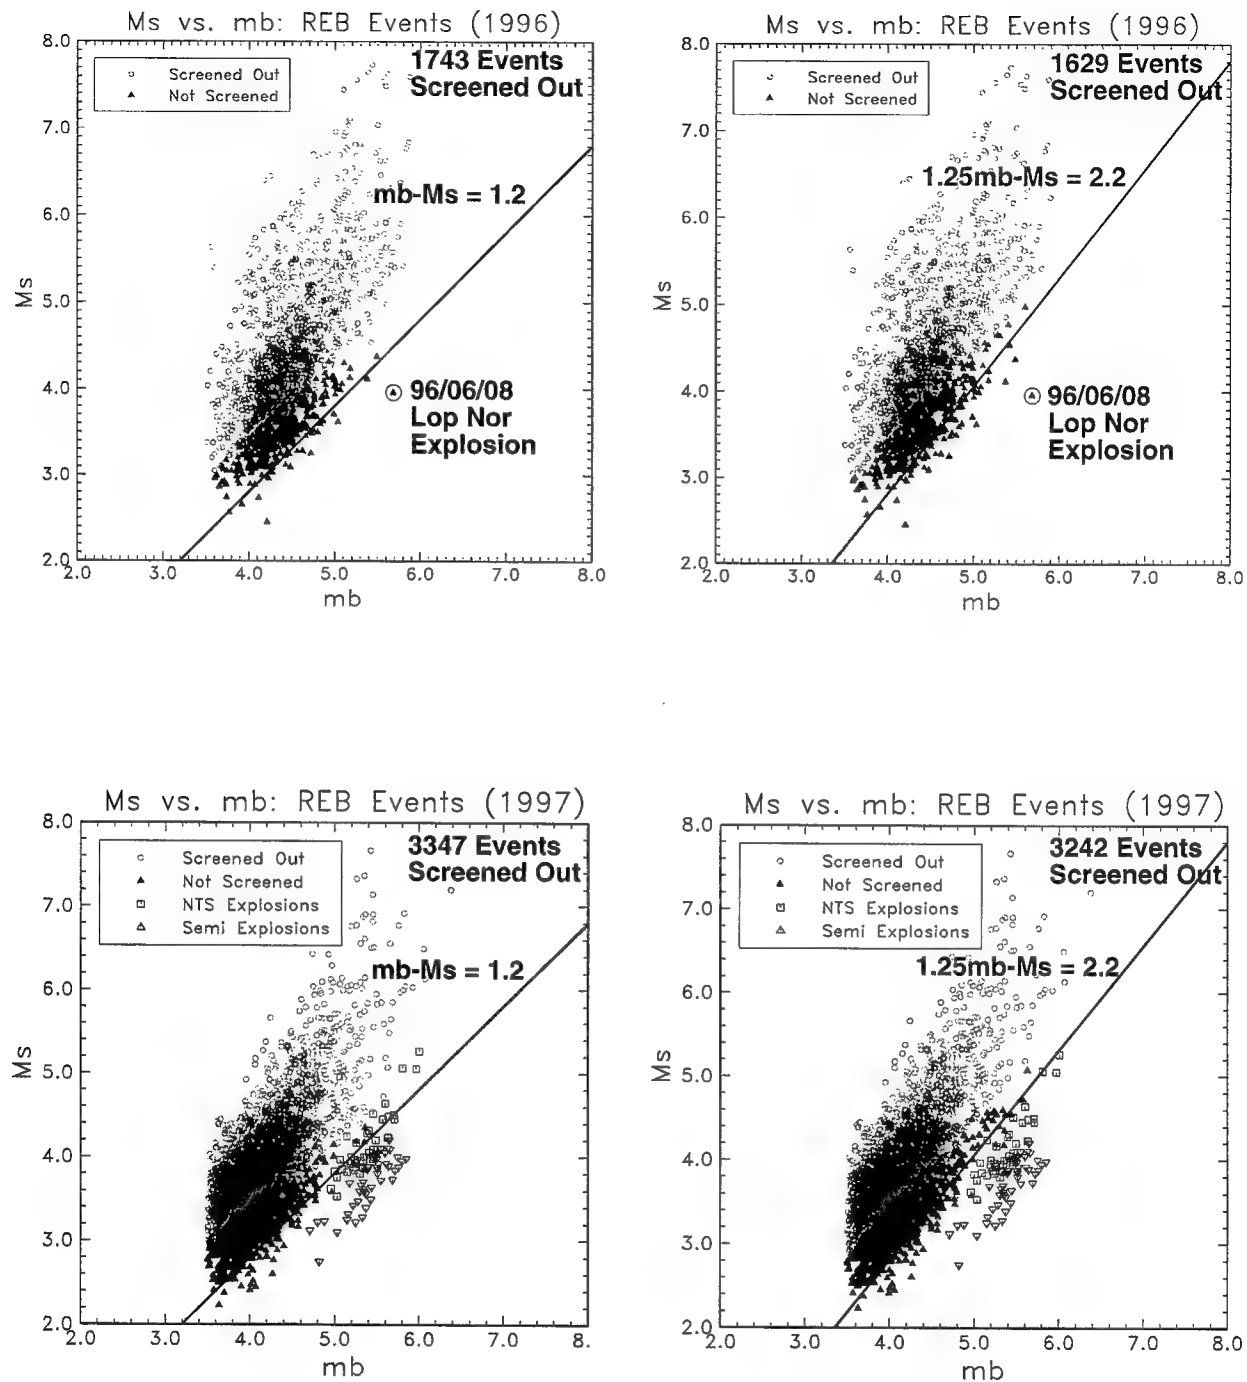 Ms vs. mb: REB Events (1996)
8.0
7.0
6.0
5.0
4.0
3.0
2.0
Ms
Screened Out
Not Screened
1743 Events
Screened Out
mb-Ms = 1.2
96/06/08
Lop Nor
Explosion
2.0 3.0 4.0 5.0 6.0 7.0 8.0
mb
Ms vs. mb: REB Events (1996)
8.0
7.0
6.0
5.0
4.0
3.0
2.0
Ms
Screened Out
Not Screened
1629 Events
Screened Out
1.25mb-Ms = 2.2
96/06/08
Lop Nor
Explosion
2.0 3.0 4.0 5.0 6.0 7.0 8.0
mb
Ms vs. mb: REB Events (1997)
8.0
7.0
6.0
5.0
4.0
3.0
2.0
Ms
Screened Out
Not Screened
NTS Explosions
Semi Explosions
3347 Events
Screened Out
mb-Ms = 1.2
2.0 3.0 4.0 5.0 6.0 7.0 8.
mb
Ms vs. mb: REB Events (1997)
8.0
7.0
6.0
5.0
4.0
3.0
2.0
Ms
Screened Out
Not Screened
NTS Explosions
Semi Explosions
3242 Events
Screened Out
1.25mb-Ms = 2.2
2.0 3.0 4.0 5.0 6.0 7.0 8.0
mb